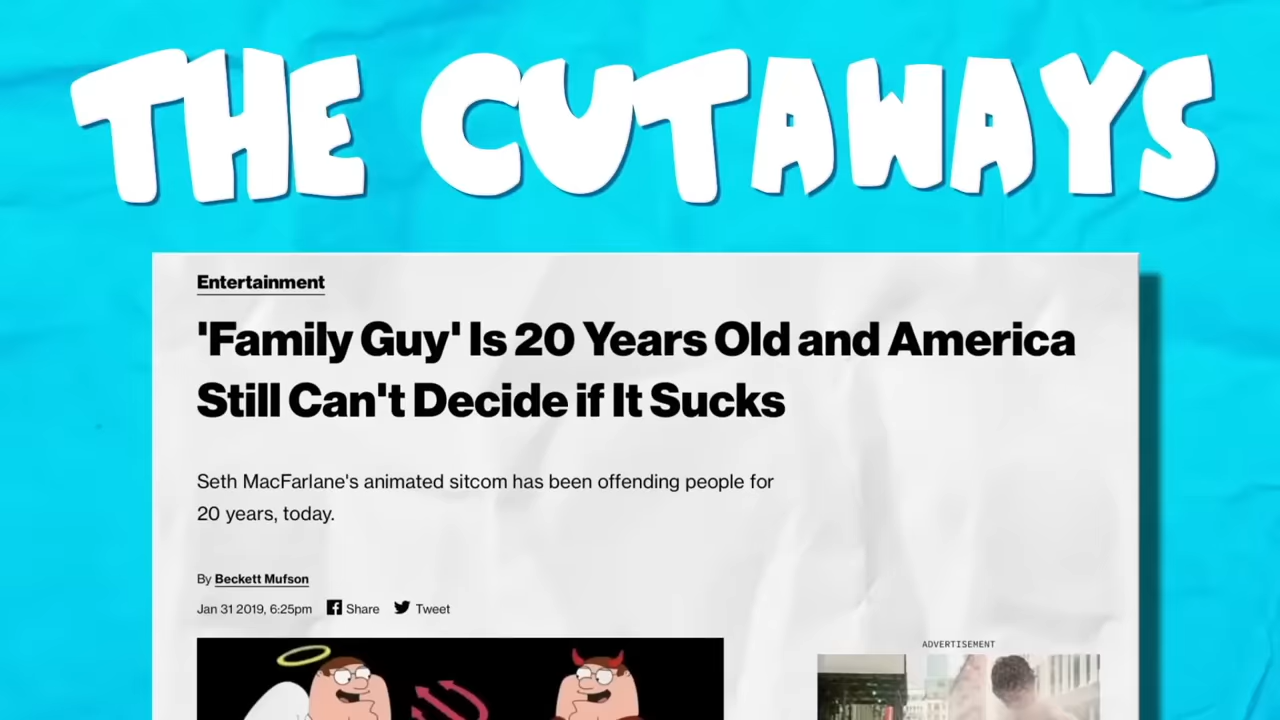 THE CUTAWAYS
Entertainment
'Family Guy' Is 20 Years Old and America
Still Can't Decide if It Sucks
Seth MacFarlane's animated sitcom has been offending people for
20 years, today.
By Beckett Mufson
Jan 31 2019, 6:25pm Share Tweet
ADVERTISEMENT